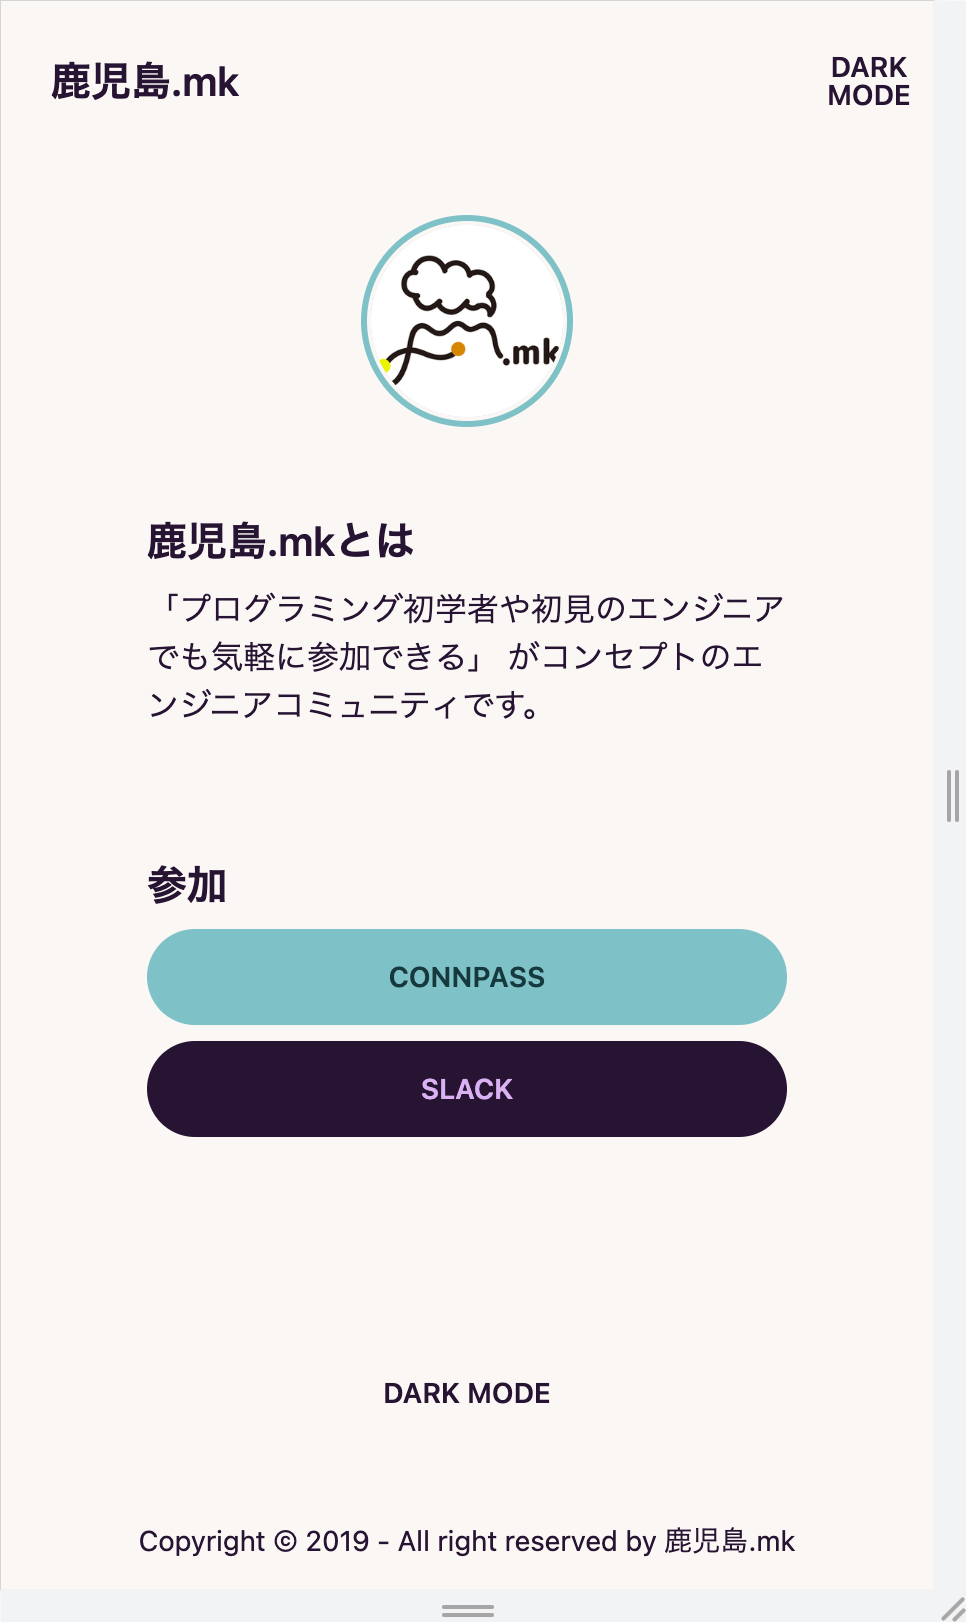 鹿児島.mk
DARK
MODE
.mk
鹿児島.mkとは
「プログラミング初学者や初見のエンジニア
でも気軽に参加できる」 がコンセプトのエ
ンジニアコミュニティです。
参加
CONNPASS
SLACK
DARK MODE
Copyright © 2019 - All right reserved by 鹿児島.mk